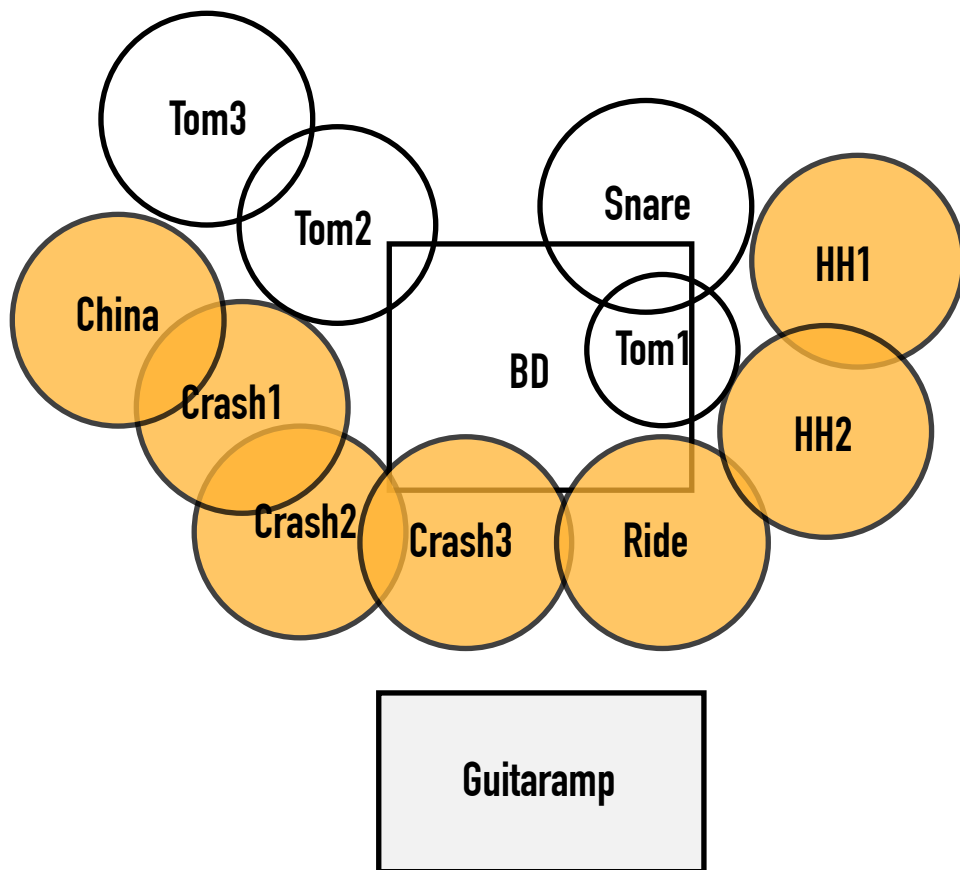 Tom3
Snare
Tom2
HH1
China
Tom1
BD
Crash1
HH2
Crash2
Crash3
Ride
Guitaramp